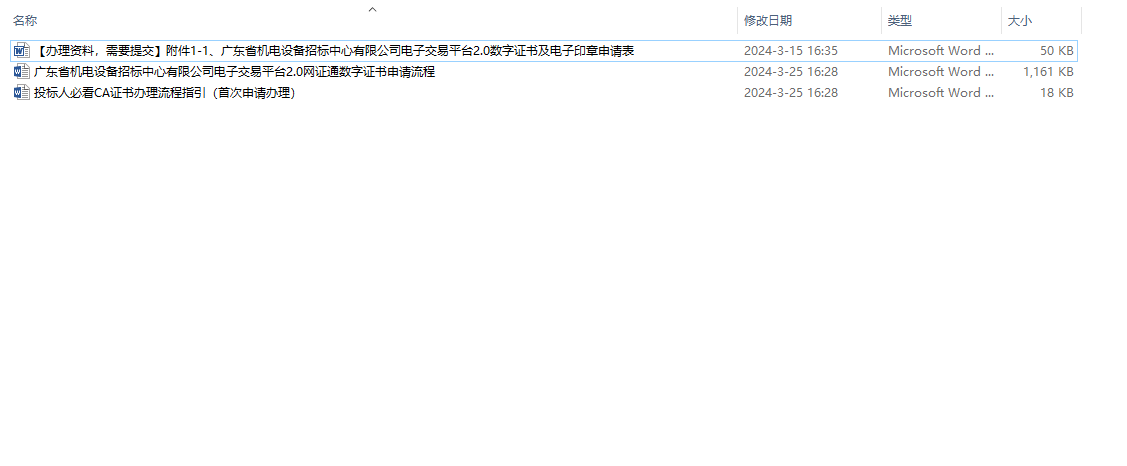 名称 修改日期 类型 大小
【办理资料，需要提交】附件1-1、广东省机电设备招标中心有限公司电子交易平台2.0数字证书及电子印章申请表 2024-3-15 16:35 Microsoft Word ... 50 KB
广东省机电设备招标中心有限公司电子交易平台2.0网证通数字证书申请流程 2024-3-25 16:28 Microsoft Word ... 1,161 KB
投标人必看CA证书办理流程指引（首次申请办理） 2024-3-25 16:28 Microsoft Word ... 18 KB